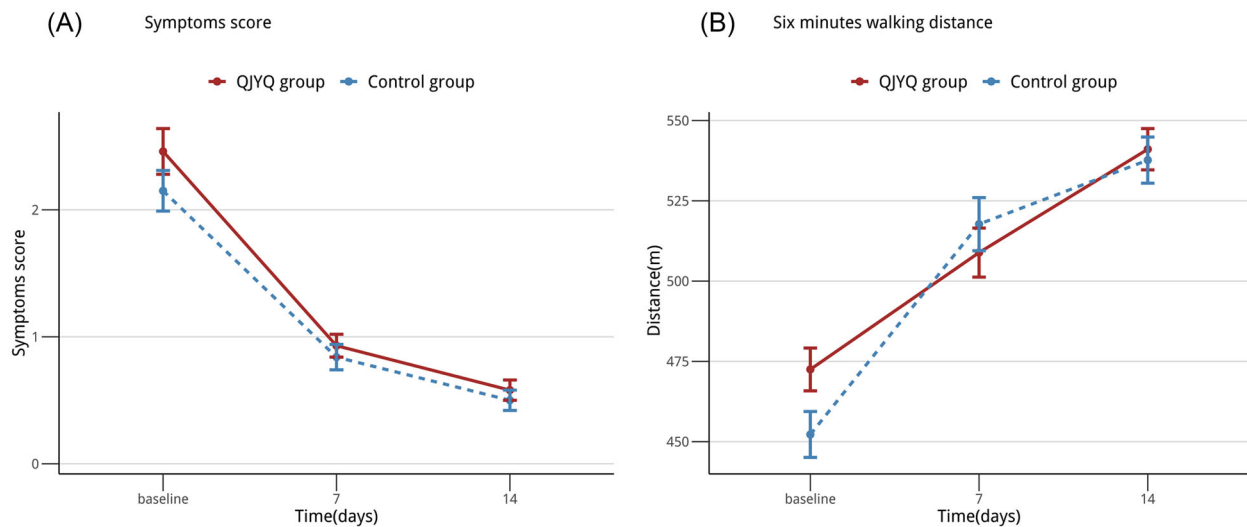 (A) Symptoms score
QJYQ group Control group
2
1
0
Symptoms score
baseline 7 14
Time(days)
(B) Six minutes walking distance
QJYQ group Control group
550
525
500
475
450
Distance(m)
baseline 7 14
Time(days)